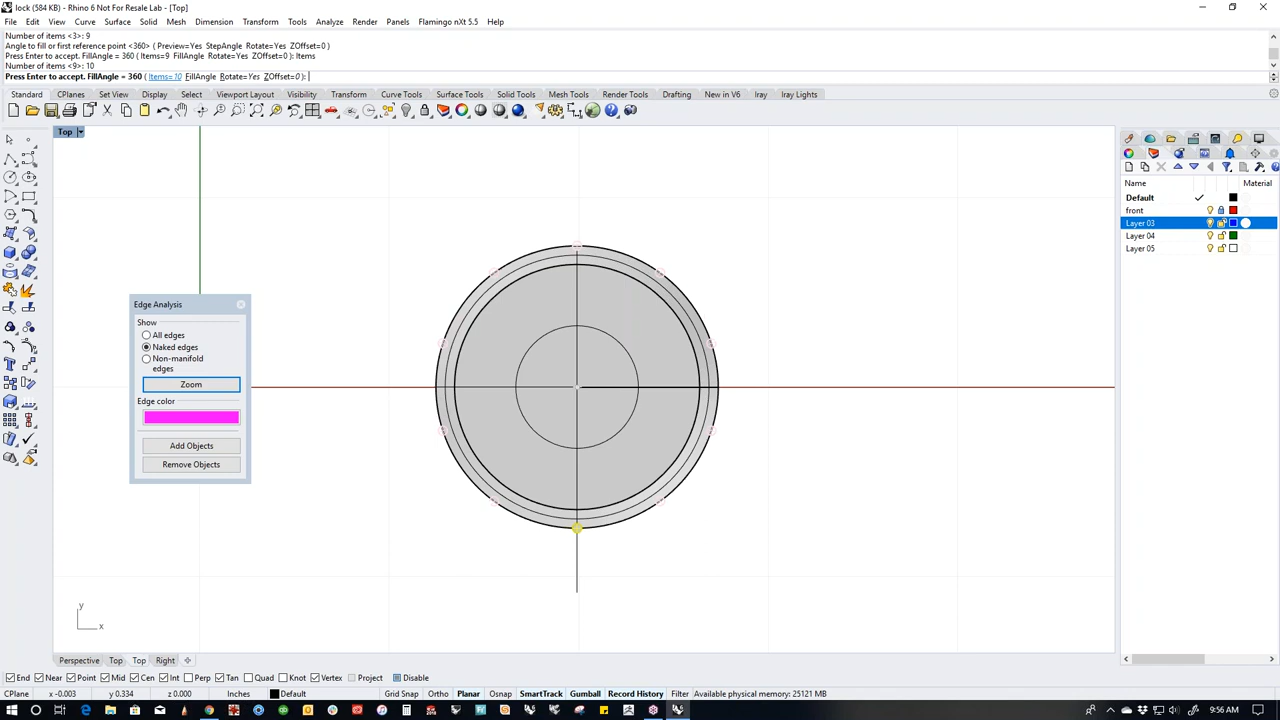 lock (584 KB) - Rhino 6 Not For Resale Lab - [Top]
File Edit View Curve Surface Solid Mesh Dimension Transform Tools Analyze Render Panels Flamingo nXt 5.5 Help
Number of items <3>: 9
Angle to fill or first reference point <360> ( Preview=Yes StepAngle Rotate=Yes ZOffset=0 )
Press Enter to accept. FillAngle = 360 ( Items=9 FillAngle Rotate=Yes ZOffset=0 ): Items
Number of items <9>: 10
Press Enter to accept. FillAngle = 360 ( Items=10 FillAngle Rotate=Yes ZOffset=0 ):
Standard CPlanes Set View Display Select Viewport Layout Visibility Transform Curve Tools Surface Tools Solid Tools Mesh Tools Render Tools Drafting New in V6 Iray Iray Lights
Top
Name Material
Default
front
Layer 03
Layer 04
Layer 05
Edge Analysis
Show
All edges
Naked edges
Non-manifold
edges
Zoom
Edge color
Add Objects
Remove Objects
y
x
Perspective Top Top Right
End Near Point Mid Cen Int Perp Tan Quad Knot Vertex Project Disable
CPlane x -0.003 y 0.334 z 0.000 Inches Default Grid Snap Ortho Planar Osnap SmartTrack Gumball Record History Filter Available physical memory: 25121 MB
9:56 AM